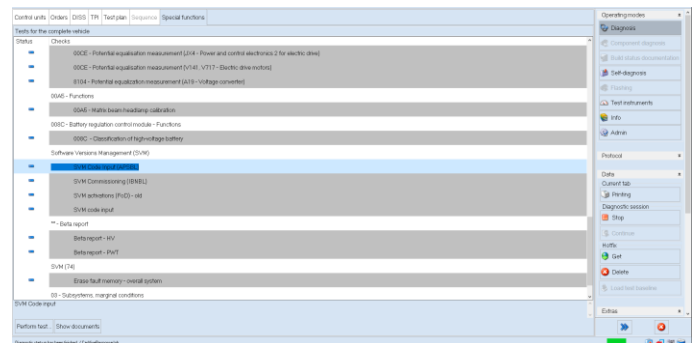 Control units Orders DISS TPI Test plan Sequence Special functions
Tests for the complete vehicle
Status Checks
00CE - Potential equalisation measurement (JX4 - Power and control electronics 2 for electric drive)
00CE - Potential equalisation measurement (V141, V717 - Electric drive motors)
8104 - Potential equalization measurement (A19 - Voltage converter)
00A5 - Functions
00A5 - Matrix beam headlamp calibration
008C - Battery regulation control module - Functions
008C - Classification of high-voltage battery
Software Versions Management (SVM)
SVM Code input
SVM Commissioning (IBNBL)
SVM activations (FoD) - old
SVM code input
- Beta report
Beta report - HV
Beta report - PWT
SVM (74)
Erase fault memory - overall system
03 - Subsystems, marginal conditions
SVM Code input
Perform test... Show documents
Operating modes
Diagnosis
Component diagnosis
Build status documentation
Self-diagnosis
Flashing
Test instruments
Info
Admin
Protocol
Data
Current tab
Printing
Diagnostic session
Stop
Continue
Hotfix
Get
Delete
Load test baseline
Extras